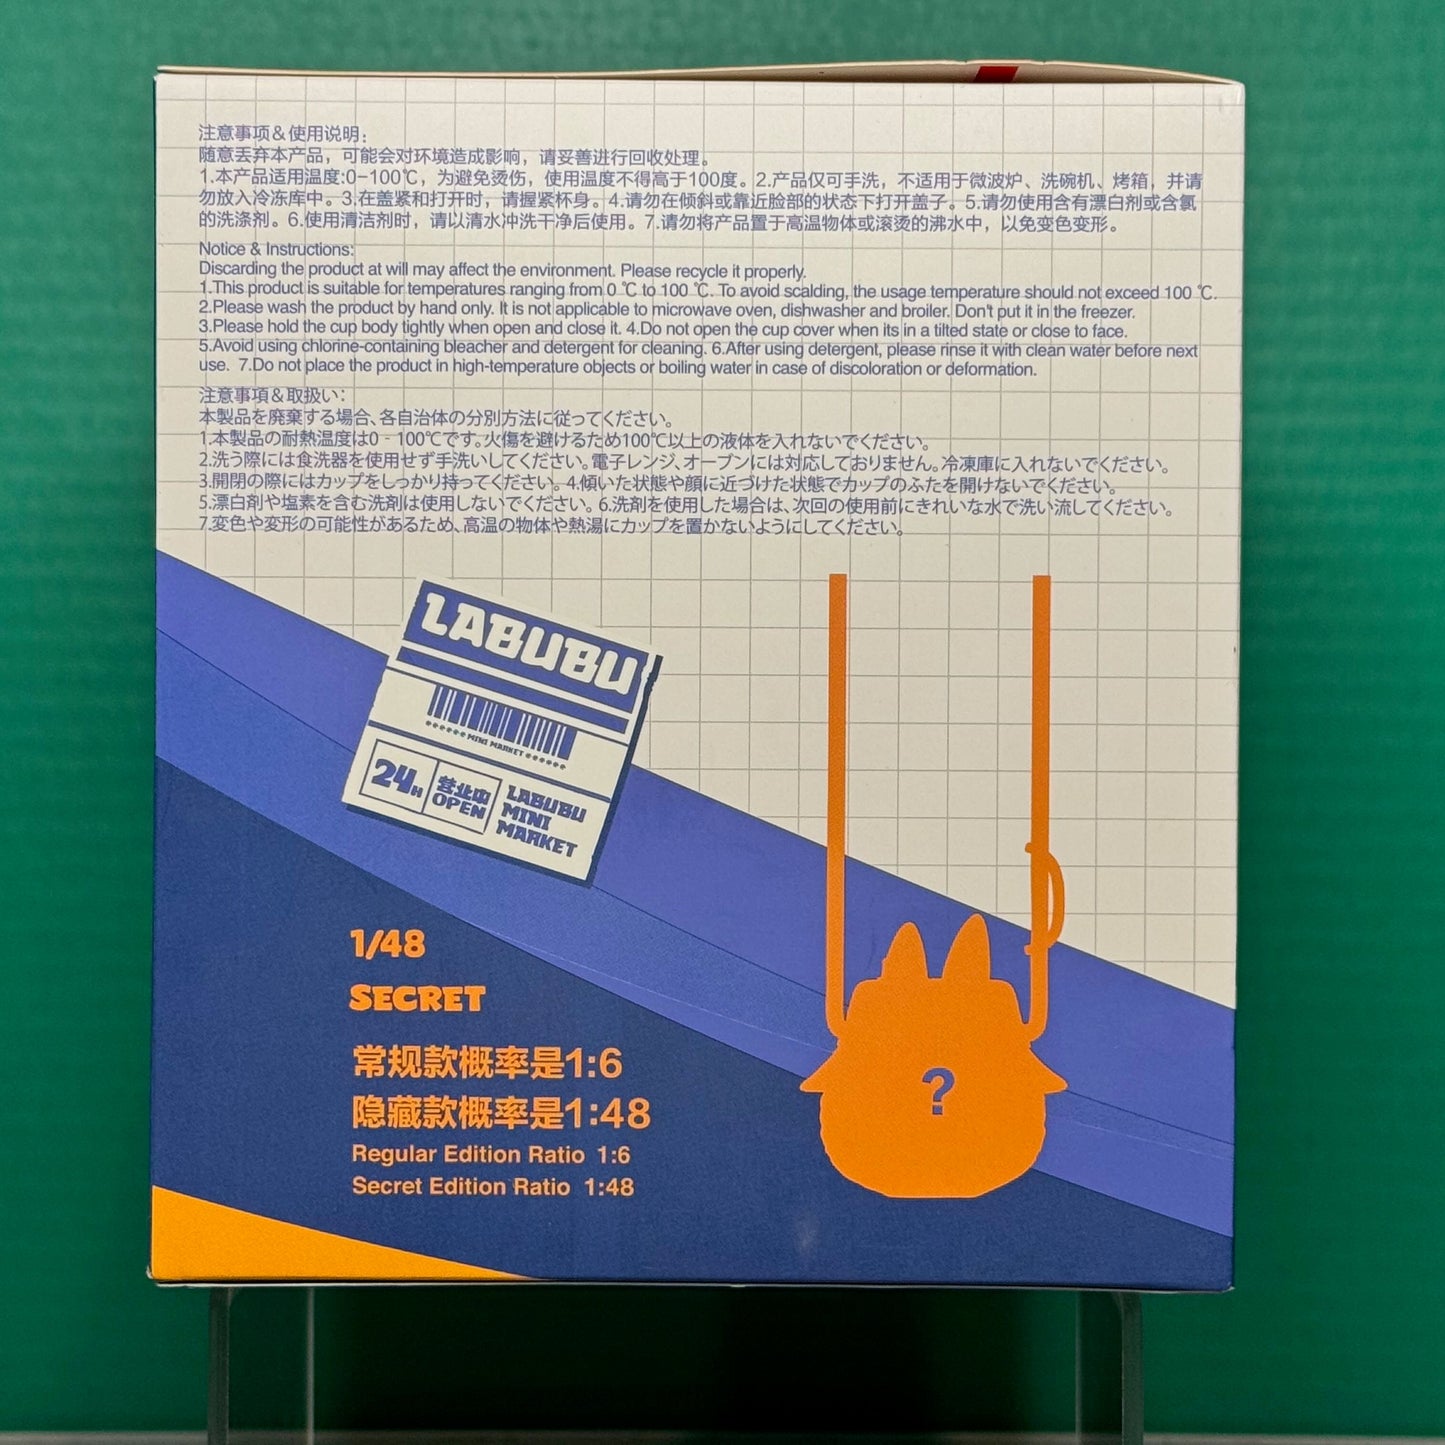 注意事项&使用说明:
随意丢弃本产品，可能会对环境造成影响，请妥善进行回收处理。
1.本产品适用温度:0-100℃，为避免烫伤，使用温度不得高于100度。2.产品仅可手洗，不适用于微波炉、洗碗机、烤箱，并请
勿放入冷冻库中。3.在盖紧和打开时，请握紧杯身。4.请勿在倾斜或靠近脸部的状态下打开盖子。5.请勿使用含有漂白剂或含氯
的洗涤剂。6.使用清洁剂时，请以清水冲洗干净后使用。7.请勿将产品置于高温物体或滚烫的沸水中，以免变色变形。
Notice & Instructions:
Discarding the product at will may affect the environment. Please recycle it properly.
1.This product is suitable for temperatures ranging from 0 ℃ to 100 ℃. To avoid scalding, the usage temperature should not exceed 100 ℃.
2.Please wash the product by hand only. It is not applicable to microwave oven, dishwasher and broiler. Don't put it in the freezer.
3.Please hold the cup body tightly when open and close it. 4.Do not open the cup cover when its in a tilted state or close to face.
5.Avoid using chlorine-containing bleacher and detergent for cleaning. 6.After using detergent, please rinse it with clean water before next
use. 7.Do not place the product in high-temperature objects or boiling water in case of discoloration or deformation.
注意事項&取扱い：
本製品を廃棄する場合、各自治体の分別方法に従ってください。
1.本製品の耐熱温度は0‐100℃です。火傷を避けるため100℃以上の液体を入れないでください。
2.洗う際には食洗器を使用せず手洗いしてください。電子レンジ、オーブンには対応しておりません。冷凍庫に入れないでください。
3.開閉の際にはカップをしっかり持ってください。4.傾いた状態や顔に近づけた状態でカップのふたを開けないでください。
5.漂白剤や塩素を含む洗剤は使用しないでください。6.洗剤を使用した場合は、次回の使用前にきれいな水で洗い流してください。
7.変色や変形の可能性があるため、高温の物体や熱湯にカップを置かないようにしてください。
LABUBU
MINI MARKET
24H
营业中
OPEN
LABUBU
MINI
MARKET
1/48
SECRET
常规款概率是1:6
隐藏款概率是1:48
Regular Edition Ratio 1:6
Secret Edition Ratio 1:48
?